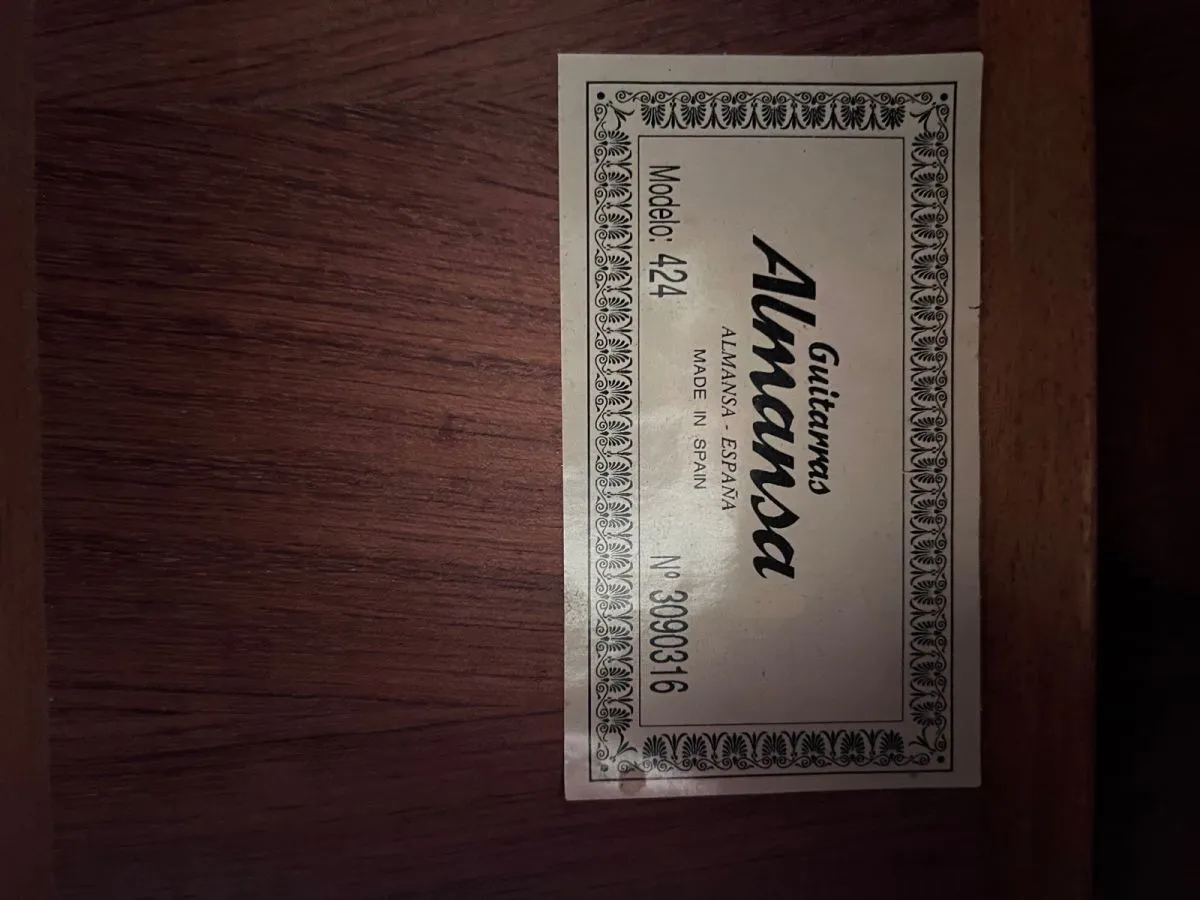 Guitarras
Almansa
ALMANSA - ESPAÑA
MADE IN SPAIN
Modelo: 424 Nº 3090316